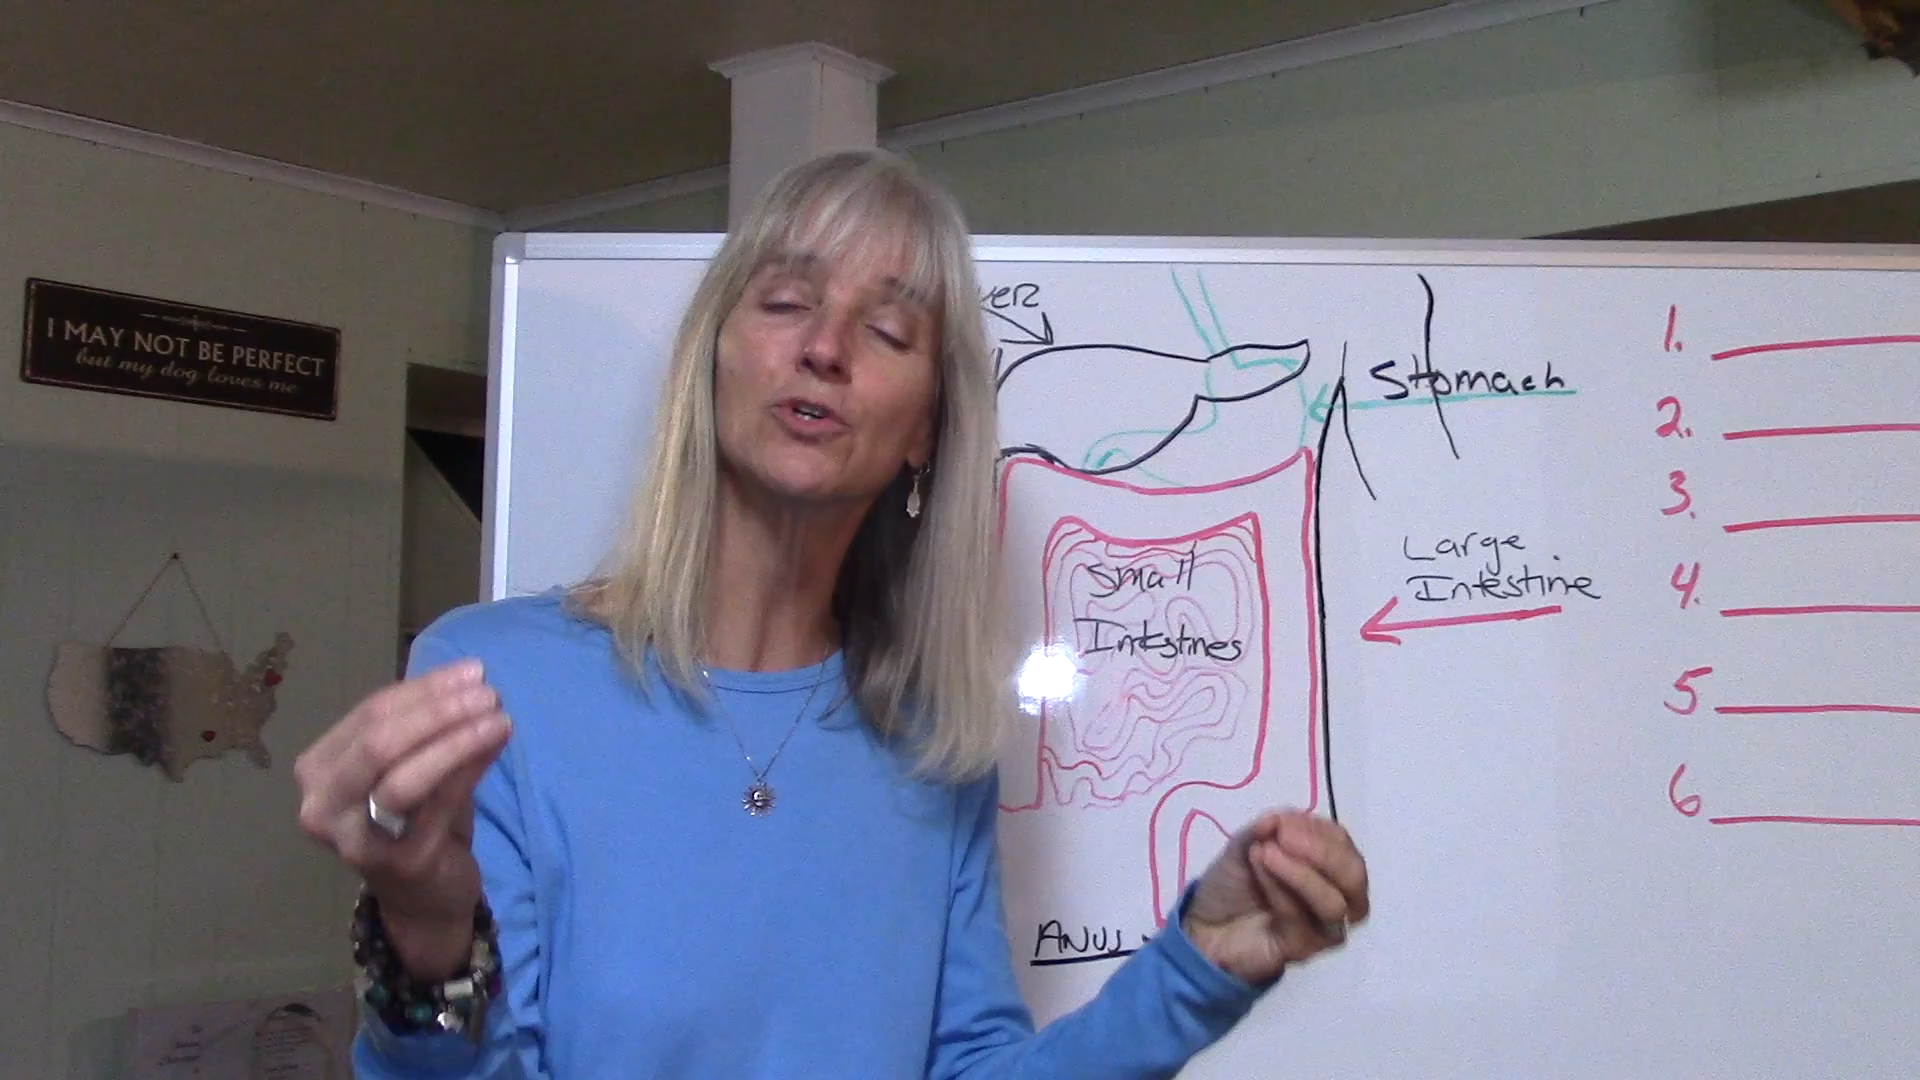 I MAY NOT BE PERFECT
but my dog loves me
ver
Stomach
Large
Intestine
Small
Intestines
Anus
1.
2.
3.
4.
5
6